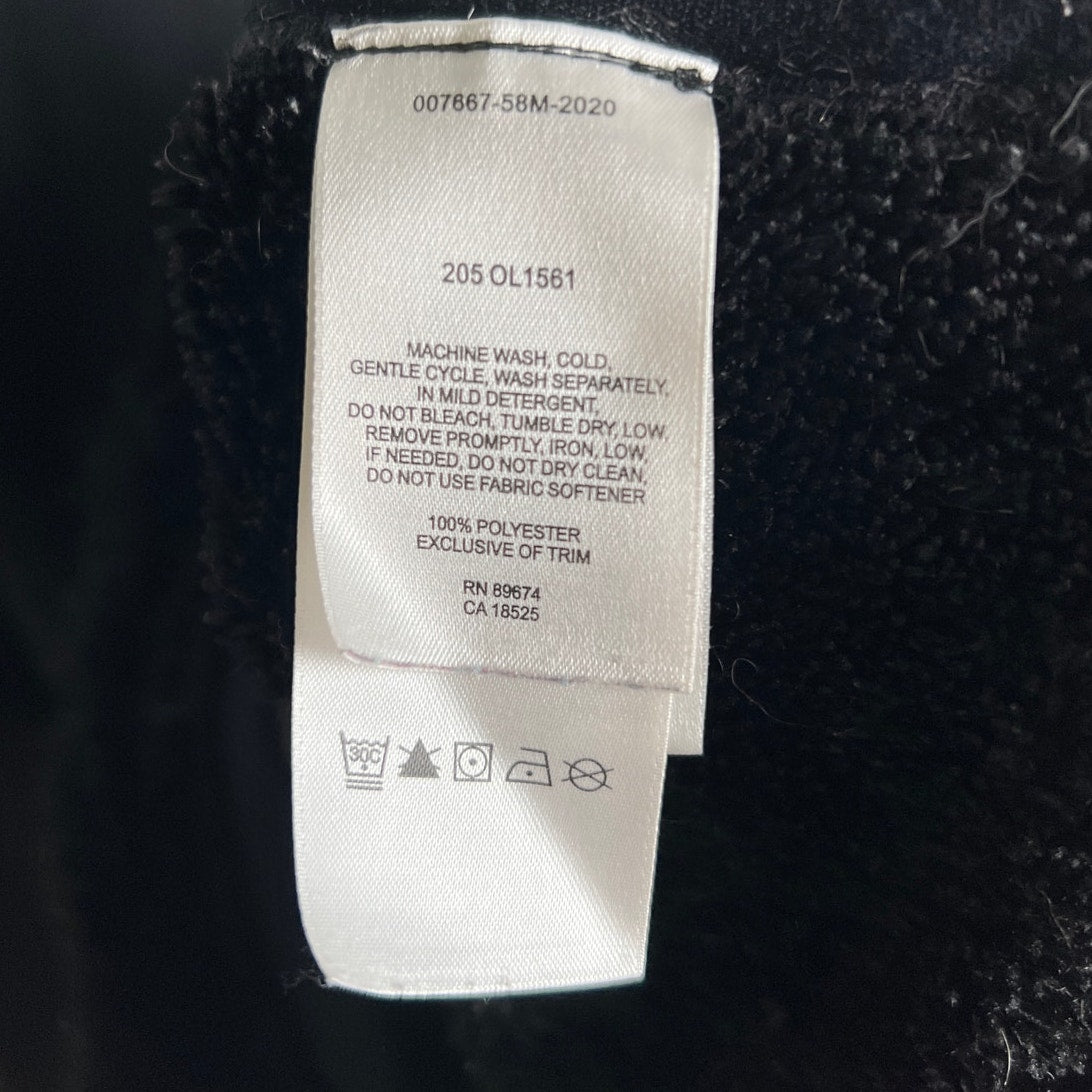 007667-58M-2020
205 OL1561
MACHINE WASH, COLD,
GENTLE CYCLE, WASH SEPARATELY,
IN MILD DETERGENT,
DO NOT BLEACH, TUMBLE DRY, LOW,
REMOVE PROMPTLY, IRON, LOW,
IF NEEDED, DO NOT DRY CLEAN,
DO NOT USE FABRIC SOFTENER
100% POLYESTER
EXCLUSIVE OF TRIM
RN 89674
CA 18525
30C